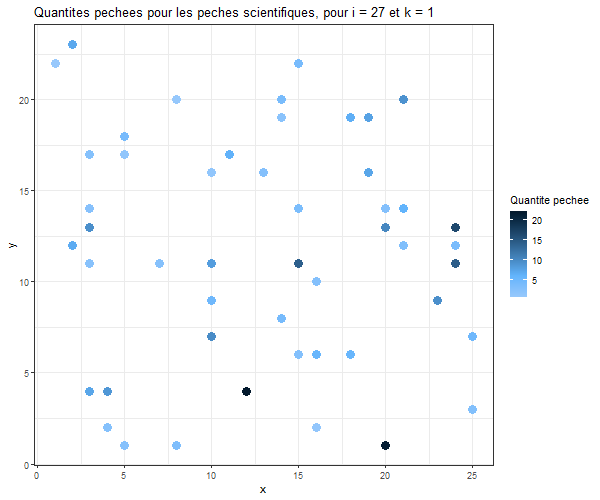 Quantites pechees pour les peches scientifiques, pour i = 27 et k = 1
20
15
10
5
0
y
0 5 10 15 20 25
x
Quantite pechee
20
15
10
5